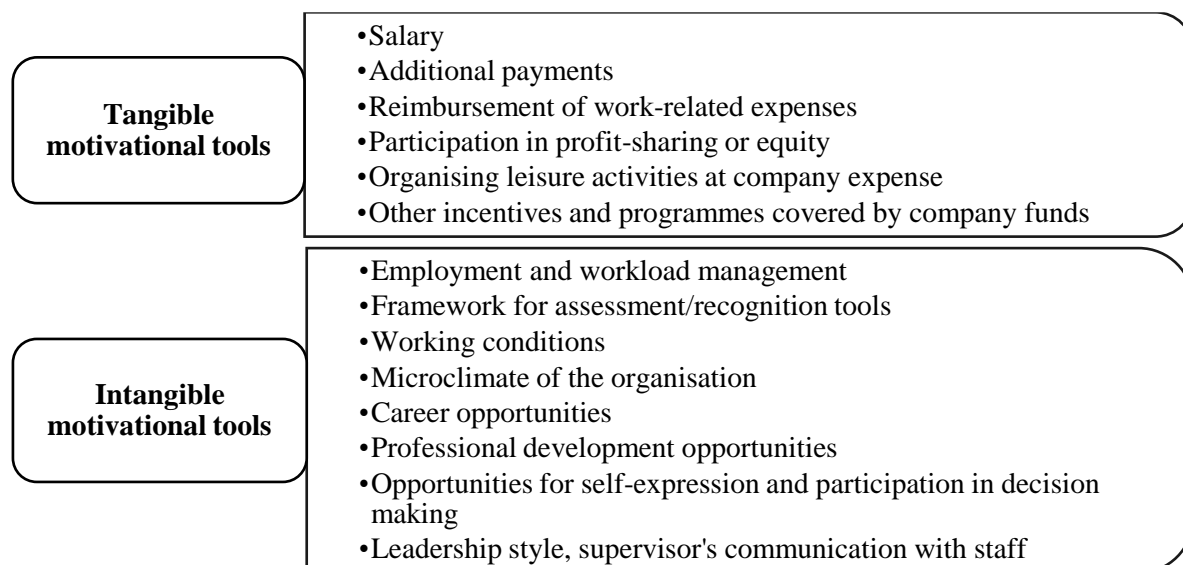 Tangible
motivational tools
•Salary
•Additional payments
•Reimbursement of work-related expenses
•Participation in profit-sharing or equity
•Organising leisure activities at company expense
•Other incentives and programmes covered by company funds
Intangible
motivational tools
•Employment and workload management
•Framework for assessment/recognition tools
•Working conditions
•Microclimate of the organisation
•Career opportunities
•Professional development opportunities
•Opportunities for self-expression and participation in decision
making
•Leadership style, supervisor's communication with staff